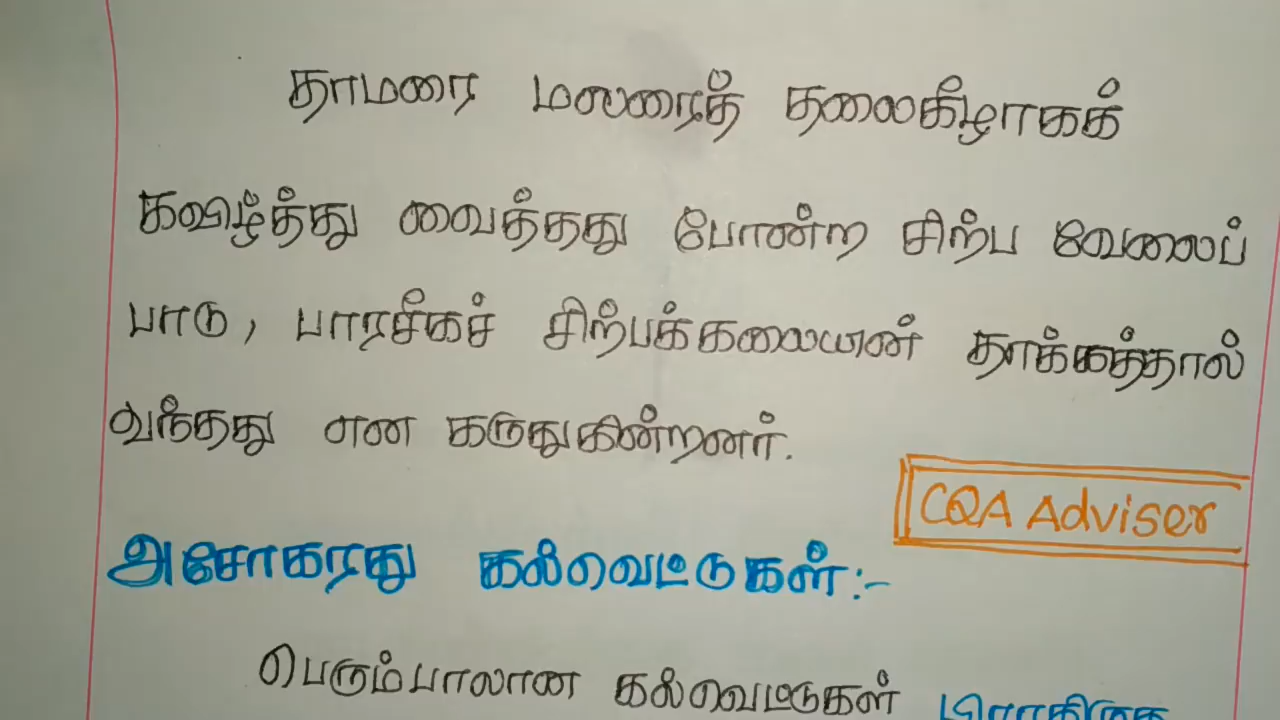 தாமரை மலரைத் தலைகீழாகக்
கவிழ்த்து வைத்தது போன்ற சிற்ப வேலைப்
பாடு, பாரசீகச் சிற்பக்கலையின் தாக்கத்தால்
வந்தது என கருதுகின்றனர்.
CQA Adviser
அசோகரது கல்வெட்டுகள்:-
பெரும்பாலான கல்வெட்டுகள்